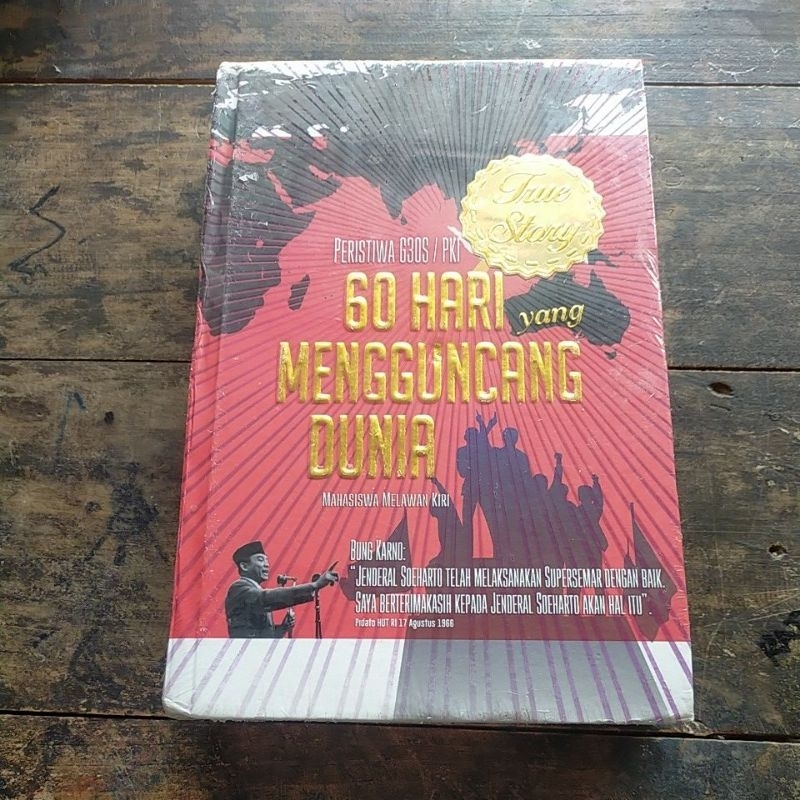 True
Story
PERISTIWA G30S / PKI
60 HARI yang
MENGGUNCANG
DUNIA
MAHASISWA MELAWAN KIRI
BUNG KARNO:
"JENDERAL SOEHARTO TELAH MELAKSANAKAN SUPERSEMAR DENGAN BAIK.
SAYA BERTERIMAKASIH KEPADA JENDERAL SOEHARTO AKAN HAL ITU".
Pidato HUT RI 17 Agustus 1966